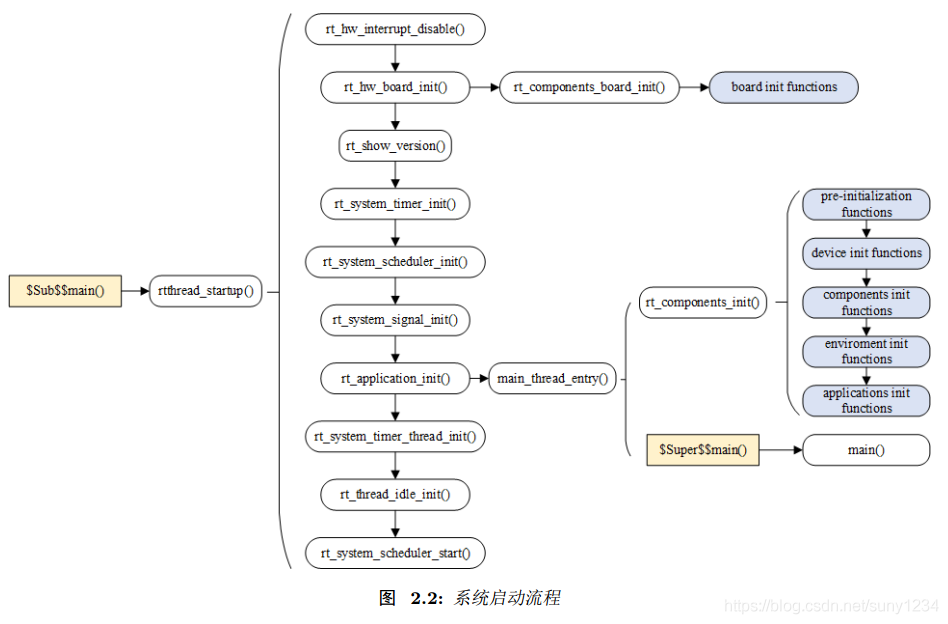 rt_hw_interrupt_disable()
rt_hw_board_init()
rt_components_board_init()
board init functions
rt_show_version()
rt_system_timer_init()
rt_system_scheduler_init()
rt_system_signal_init()
rt_application_init()
rt_system_timer_thread_init()
rt_thread_idle_init()
rt_system_scheduler_start()
$Sub$$main()
rtthread_startup()
main_thread_entry()
rt_components_init()
pre-initialization
functions
device init functions
components init
functions
enviroment init
functions
applications init
functions
$Super$$main()
main()
图 2.2: 系统启动流程
https://blog.csdn.net/suny1234